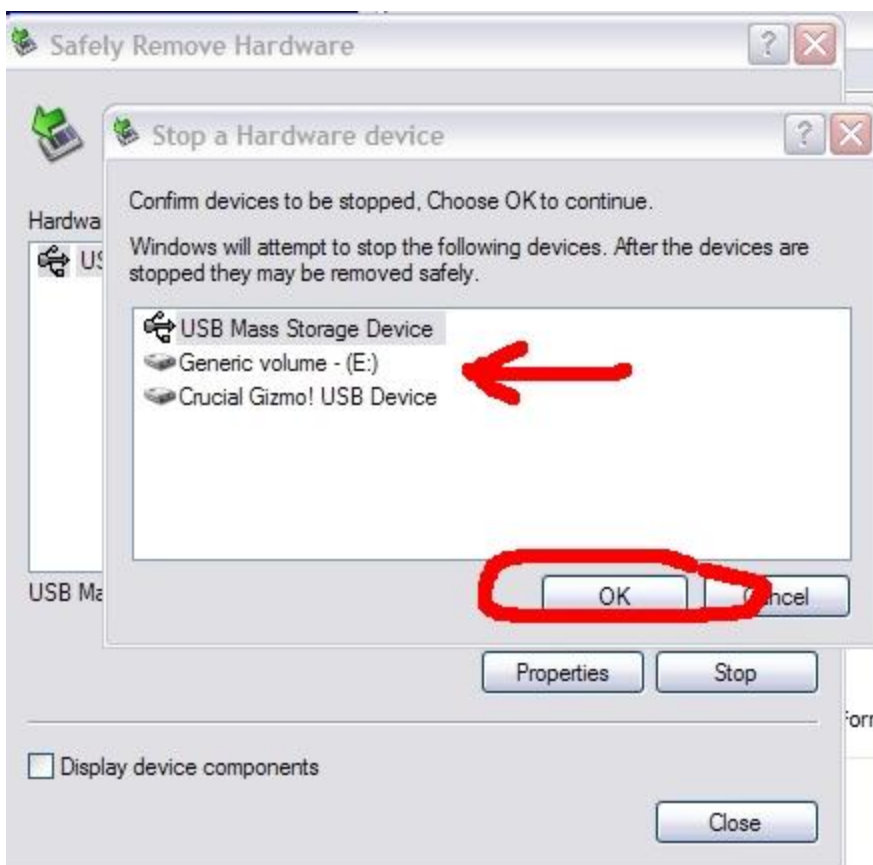 Safely Remove Hardware
Stop a Hardware device
Confirm devices to be stopped, Choose OK to continue.
Windows will attempt to stop the following devices. After the devices are
stopped they may be removed safely.
USB Mass Storage Device
Generic volume - (E:)
Crucial Gizmo! USB Device
OK
Cancel
Properties
Stop
Display device components
Close